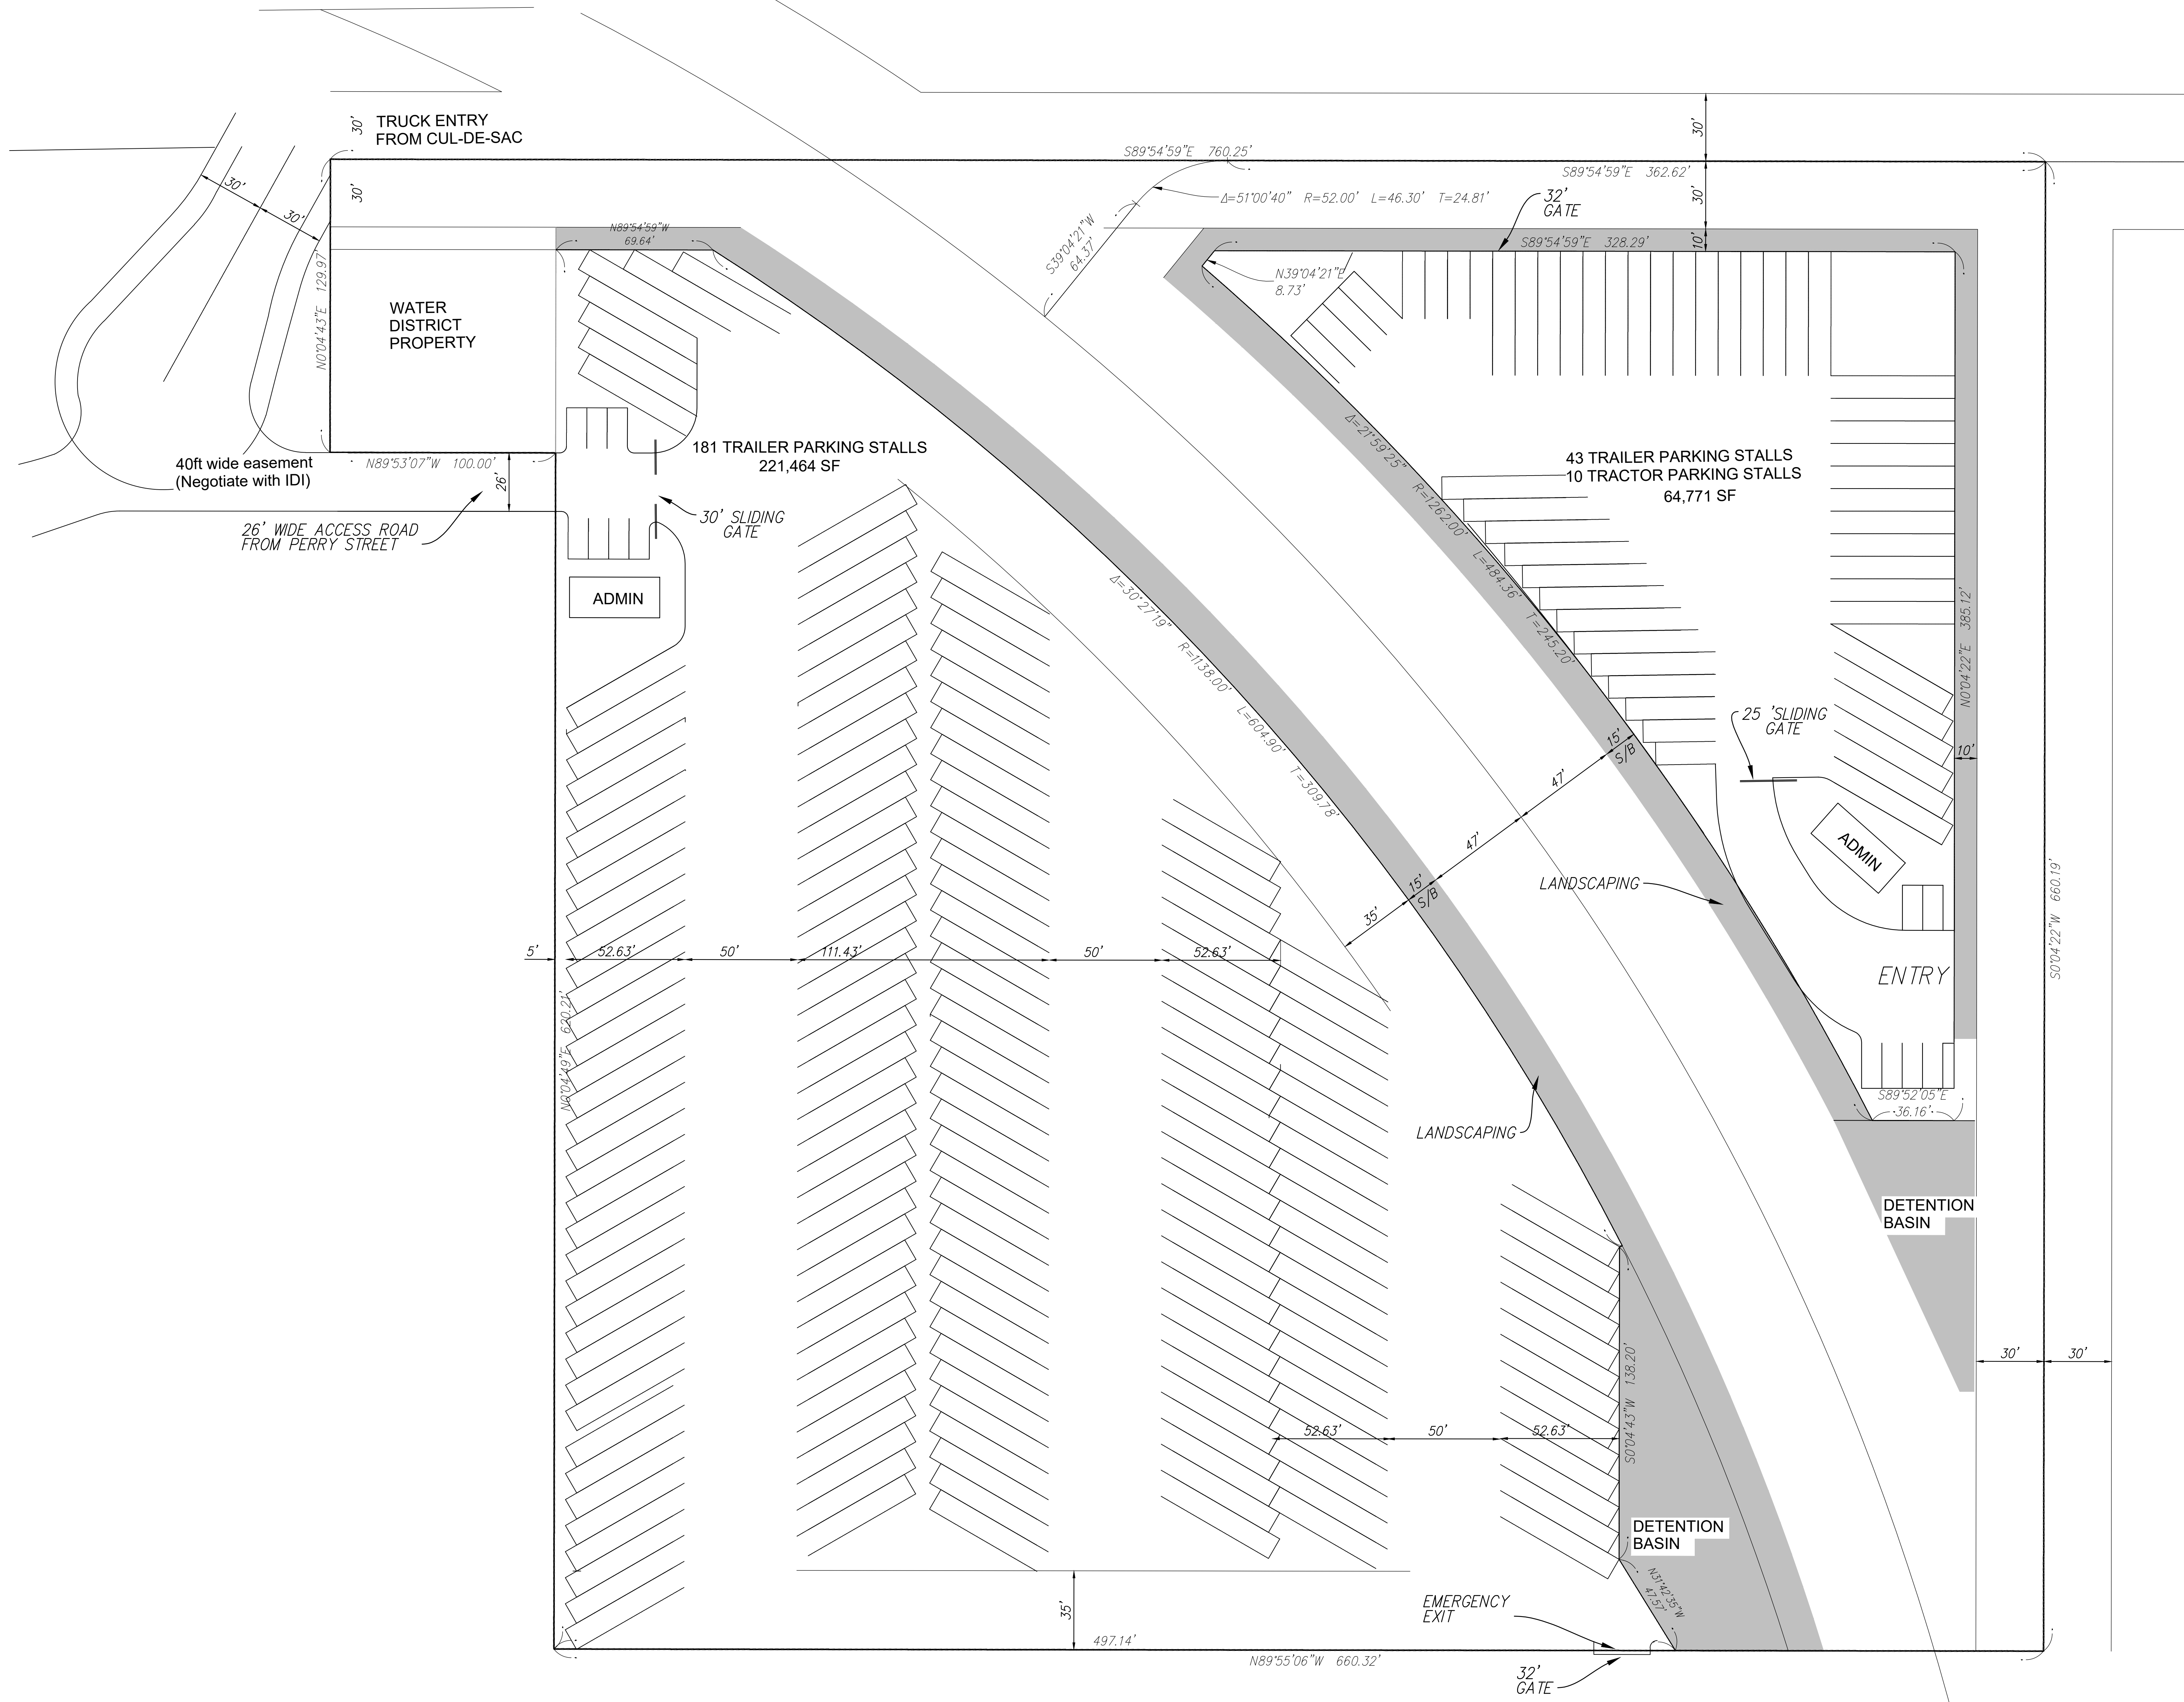 TRUCK ENTRY
FROM CUL-DE-SAC
30'
30'
30'
30'
30'
30'
10'
S89°54'59"E 760.25'
S89°54'59"E 362.62'
Δ=51°00'40" R=52.00' L=46.30' T=24.81'
32'
GATE
S39°04'21"W
64.37'
N89°54'59"W
69.64'
S89°54'59"E 328.29'
N39°04'21"E
8.73'
N0°04'43"E 129.97'
WATER
DISTRICT
PROPERTY
40ft wide easement
(Negotiate with IDI)
N89°53'07"W 100.00'
26'
26' WIDE ACCESS ROAD
FROM PERRY STREET
30' SLIDING
GATE
ADMIN
181 TRAILER PARKING STALLS
221,464 SF
43 TRAILER PARKING STALLS
10 TRACTOR PARKING STALLS
64,771 SF
Δ=21°59'25" R=1262.00' L=484.36' T=245.20'
Δ=30°27'19" R=1138.00' L=604.90' T=309.78'
N0°04'22"E 385.12'
10'
25 'SLIDING
GATE
ADMIN
15'
S/B
47'
47'
15'
S/B
35'
LANDSCAPING
ENTRY
S0°04'22"W 660.19'
5'
52.63'
50'
111.43'
50'
52.63'
N0°04'49"E 620.21'
S89°52'05"E
36.16'
LANDSCAPING
DETENTION
BASIN
30'
30'
52.63'
50'
52.63'
S0°04'43"W 138.20'
DETENTION
BASIN
N31°42'35"W
47.57'
35'
EMERGENCY
EXIT
497.14'
N89°55'06"W 660.32'
32'
GATE